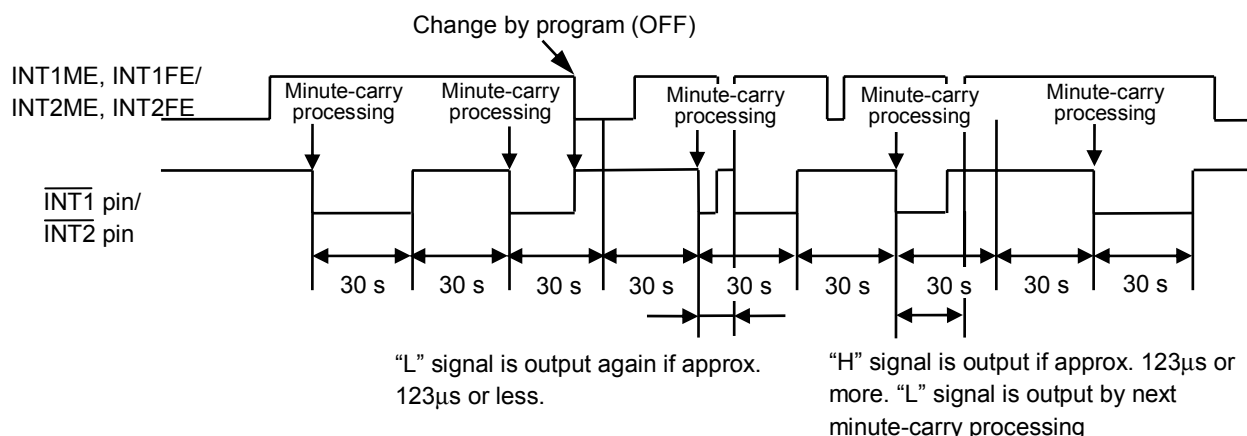 Change by program (OFF)
INT1ME, INT1FE/
INT2ME, INT2FE
Minute-carry
processing
Minute-carry
processing
Minute-carry
processing
Minute-carry
processing
Minute-carry
processing
INT1 pin/
INT2 pin
30 s 30 s 30 s 30 s 30 s 30 s 30 s 30 s 30 s
“L” signal is output again if approx.
123μs or less.
“H” signal is output if approx. 123μs or
more. “L” signal is output by next
minute-carry processing